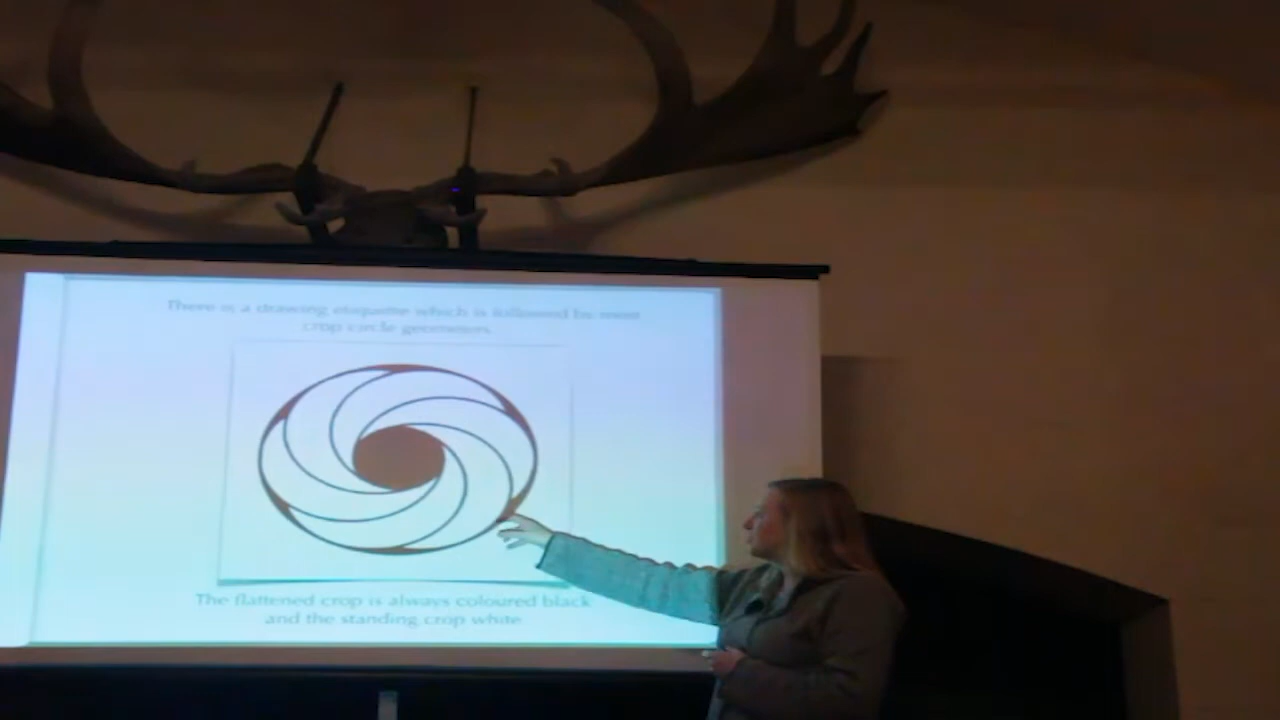 There is a drawing etiquette which is followed by most
crop circle geometers.
The flattened crop is always coloured black
and the standing crop white